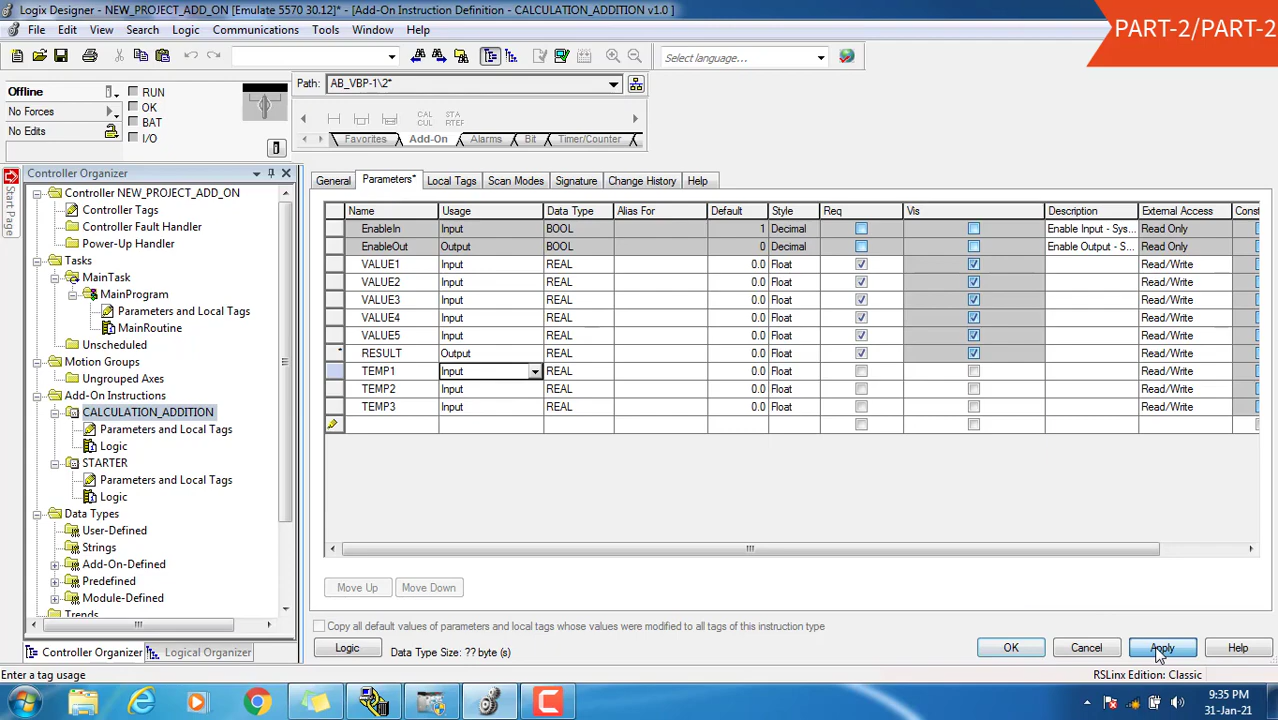 Logix Designer - NEW_PROJECT_ADD_ON [Emulate 5570 30.12]* - [Add-On Instruction Definition - CALCULATION_ADDITION v1.0 ]
PART-2/PART-2
File Edit View Search Logic Communications Tools Window Help
Select language...
Path: AB_VBP-1\2*
Offline RUN
No Forces OK
No Edits BAT
I/O
CAL CUL STA RTEF
Favorites Add-On Alarms Bit Timer/Counter
Start Page
Controller Organizer
Controller NEW_PROJECT_ADD_ON
Controller Tags
Controller Fault Handler
Power-Up Handler
Tasks
MainTask
MainProgram
Parameters and Local Tags
MainRoutine
Unscheduled
Motion Groups
Ungrouped Axes
Add-On Instructions
CALCULATION_ADDITION
Parameters and Local Tags
Logic
STARTER
Parameters and Local Tags
Logic
Data Types
User-Defined
Strings
Add-On-Defined
Predefined
Module-Defined
Trends
Controller Organizer Logical Organizer
General Parameters* Local Tags Scan Modes Signature Change History Help
Name Usage Data Type Alias For Default Style Req Vis Description External Access Const
EnableIn Input BOOL 1 Decimal Enable Input - Sys... Read Only
EnableOut Output BOOL 0 Decimal Enable Output - S... Read Only
VALUE1 Input REAL 0.0 Float Read/Write
VALUE2 Input REAL 0.0 Float Read/Write
VALUE3 Input REAL 0.0 Float Read/Write
VALUE4 Input REAL 0.0 Float Read/Write
VALUE5 Input REAL 0.0 Float Read/Write
* RESULT Output REAL 0.0 Float Read/Write
TEMP1 Input REAL 0.0 Float Read/Write
TEMP2 Input REAL 0.0 Float Read/Write
TEMP3 Input REAL 0.0 Float Read/Write
Move Up Move Down
Copy all default values of parameters and local tags whose values were modified to all tags of this instruction type
Logic Data Type Size: ?? byte (s) OK Cancel Apply Help
Enter a tag usage
RSLinx Edition: Classic
9:35 PM
31-Jan-21